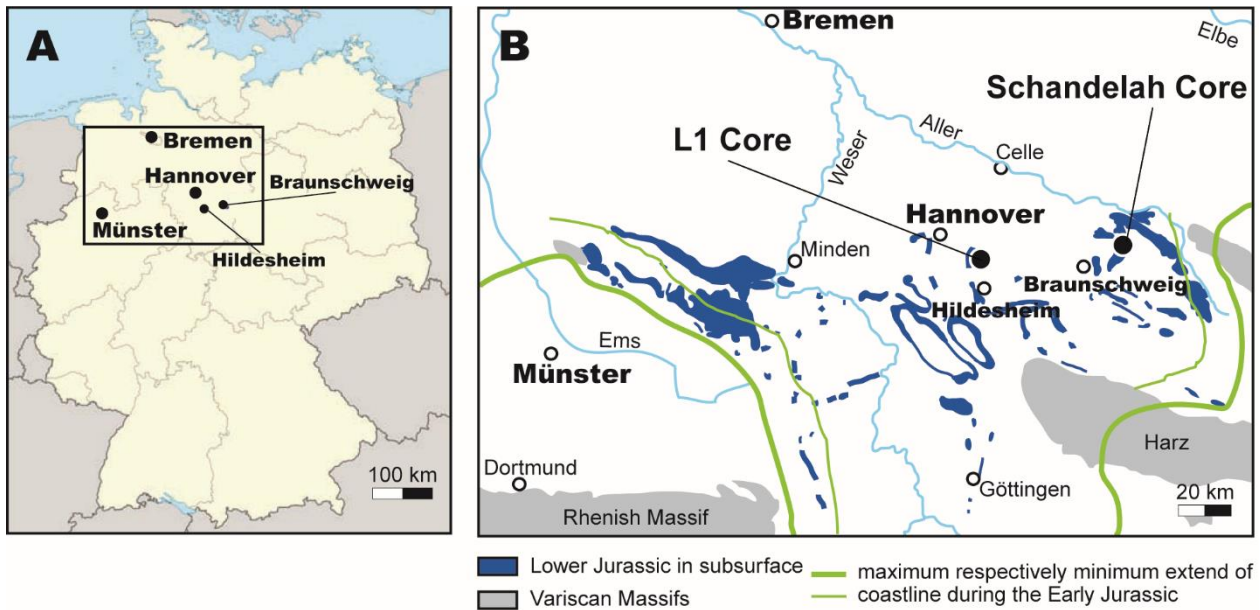 A
Bremen
Hannover
Braunschweig
Münster
Hildesheim
100 km
B
Bremen
Elbe
Schandelah Core
L1 Core
Weser
Aller
Celle
Hannover
Minden
Braunschweig
Hildesheim
Ems
Münster
Harz
Dortmund
Göttingen
20 km
Rhenish Massif
Lower Jurassic in subsurface
Variscan Massifs
maximum respectively minimum extend of
coastline during the Early Jurassic